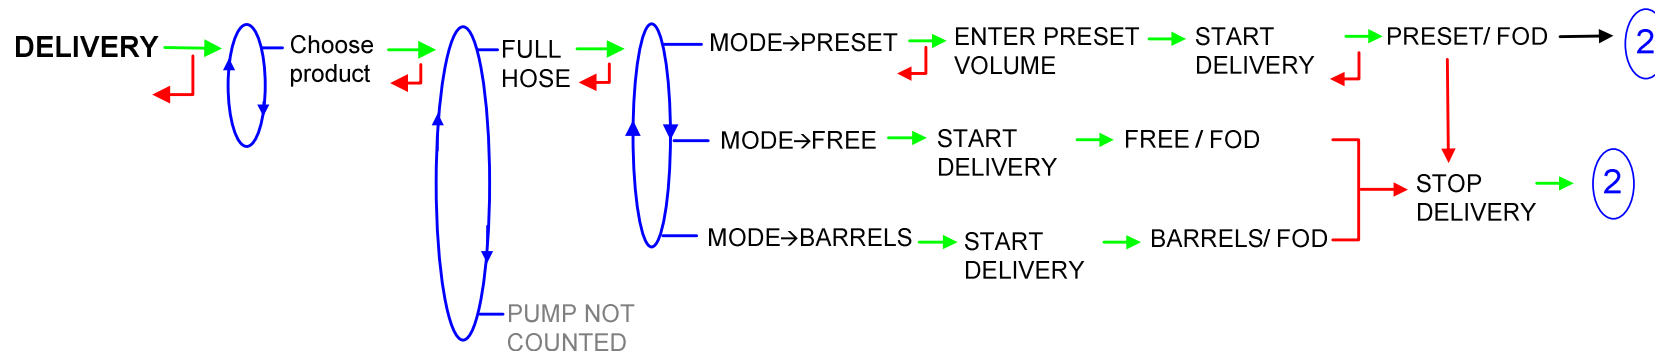 DELIVERY
Choose
product
FULL
HOSE
PUMP NOT
COUNTED
MODE→PRESET
ENTER PRESET
VOLUME
START
DELIVERY
PRESET/ FOD
2
MODE→FREE
START
DELIVERY
FREE / FOD
STOP
DELIVERY
2
MODE→BARRELS
START
DELIVERY
BARRELS/ FOD